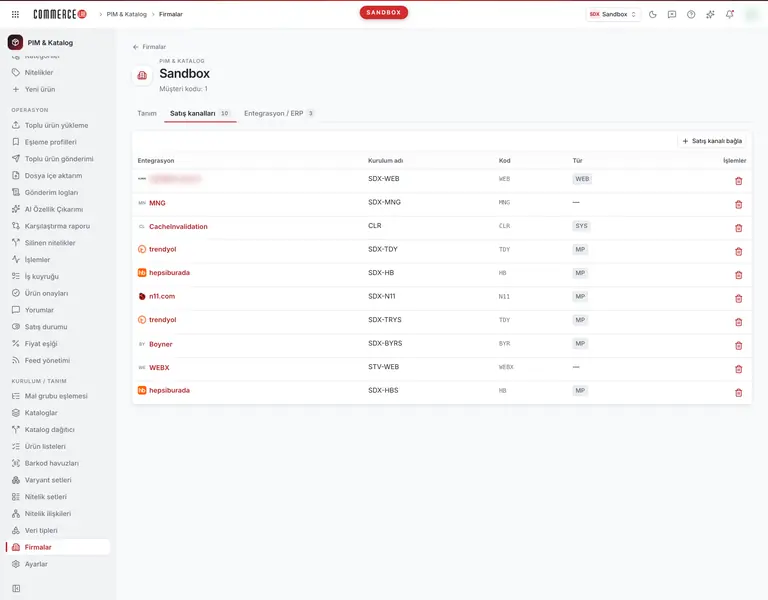 COMMERCE
PIM & Katalog
Firmalar
SANDBOX
SDX Sandbox
PIM & Katalog
Kategoriler
Nitelikler
Yeni ürün
OPERASYON
Toplu ürün yükleme
Eşleme profilleri
Toplu ürün gönderimi
Dosya içe aktarım
Gönderim logları
AI Özellik Çıkarımı
Karşılaştırma raporu
Silinen nitelikler
İşlemler
İş kuyruğu
Ürün onayları
Yorumlar
Satış durumu
Fiyat eşiği
Feed yönetimi
KURULUM / TANIM
Mal grubu eşlemesi
Kataloglar
Katalog dağıtıcı
Ürün listeleri
Barkod havuzları
Varyant setleri
Nitelik setleri
Nitelik ilişkileri
Veri tipleri
Firmalar
Ayarlar
Firmalar
PIM & KATALOG
Sandbox
Müşteri kodu: 1
Tanım
Satış kanalları 10
Entegrasyon / ERP 3
+ Satış kanalı bağla
Entegrasyon Kurulum adı Kod Tür İşlemler
SDX-WEB WEB WEB
MNG SDX-MNG MNG —
CacheInvalidation CLR CLR SYS
trendyol SDX-TDY TDY MP
hb hepsiburada SDX-HB HB MP
n11.com SDX-N11 N11 MP
trendyol SDX-TRYS TDY MP
BY Boyner SDX-BYRS BYR MP
WEBX STV-WEB WEBX —
hb hepsiburada SDX-HBS HB MP